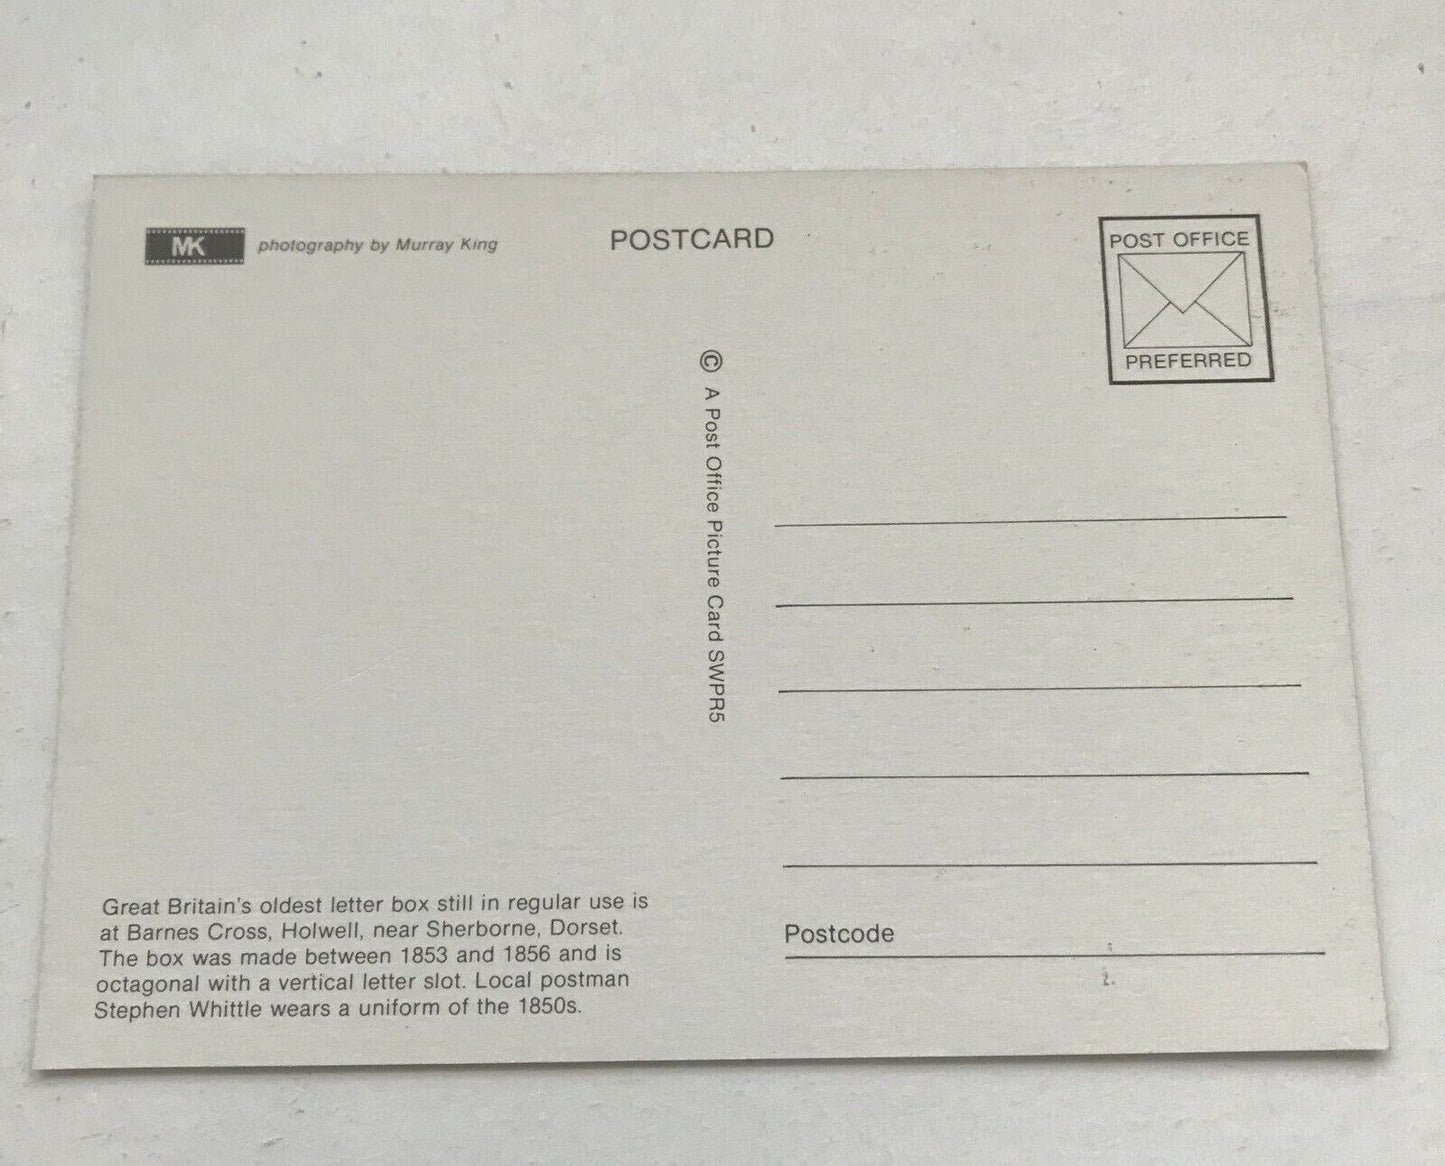 MK photography by Murray King
POSTCARD
POST OFFICE
PREFERRED
© A Post Office Picture Card SWPR5
Great Britain's oldest letter box still in regular use is
at Barnes Cross, Holwell, near Sherborne, Dorset.
The box was made between 1853 and 1856 and is
octagonal with a vertical letter slot. Local postman
Stephen Whittle wears a uniform of the 1850s.
Postcode